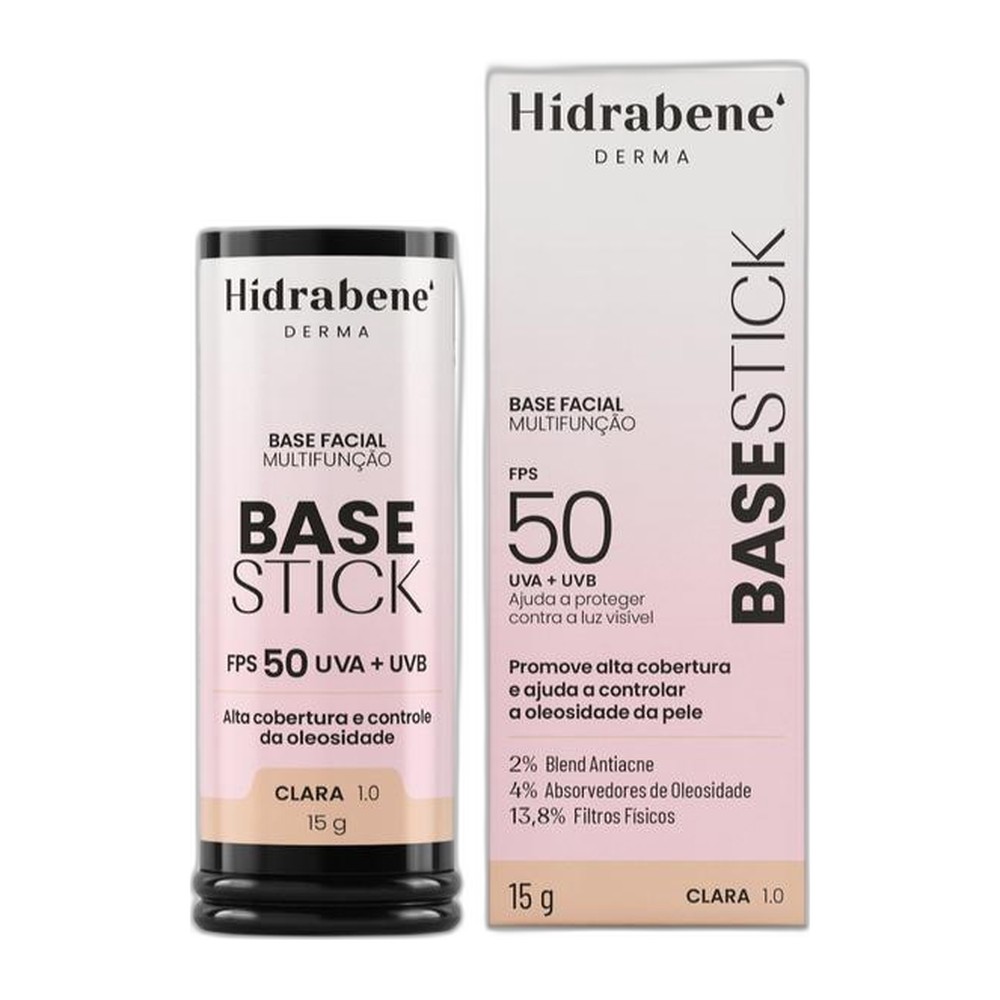 Hidrabene
DERMA
BASE FACIAL
MULTIFUNÇÃO
BASE
STICK
FPS 50 UVA + UVB
Alta cobertura e controle
da oleosidade
CLARA 1.0
15 g
Hidrabene
DERMA
BASESTICK
BASE FACIAL
MULTIFUNÇÃO
FPS
50
UVA + UVB
Ajuda a proteger
contra a luz visível
Promove alta cobertura
e ajuda a controlar
a oleosidade da pele
2% Blend Antiacne
4% Absorvedores de Oleosidade
13,8% Filtros Físicos
15 g
CLARA 1.0